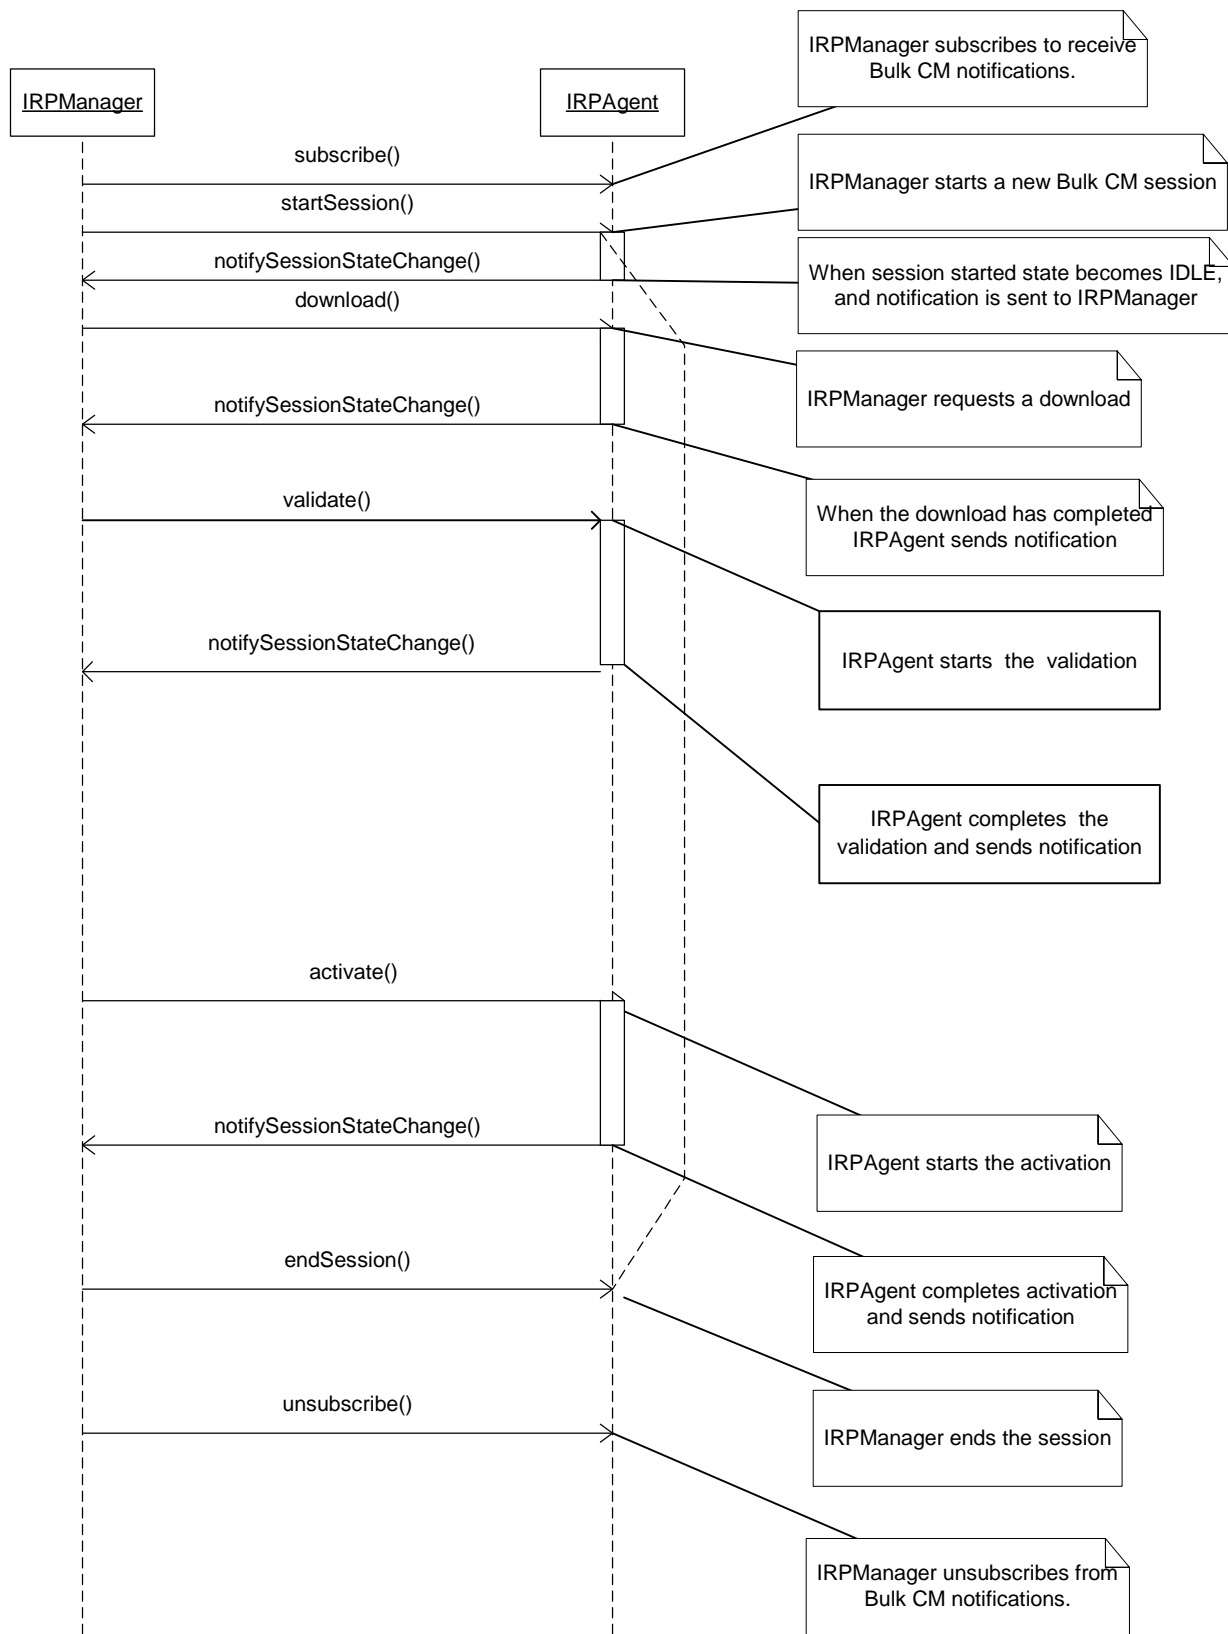 IRPManager subscribes to receive
Bulk CM notifications.
IRPManager
IRPAgent
subscribe()
IRPManager starts a new Bulk CM session
startSession()
notifySessionStateChange()
When session started state becomes IDLE,
and notification is sent to IRPManager
download()
IRPManager requests a download
notifySessionStateChange()
validate()
When the download has completed
IRPAgent sends notification
notifySessionStateChange()
IRPAgent starts the validation
IRPAgent completes the
validation and sends notification
activate()
notifySessionStateChange()
IRPAgent starts the activation
endSession()
IRPAgent completes activation
and sends notification
unsubscribe()
IRPManager ends the session
IRPManager unsubscribes from
Bulk CM notifications.